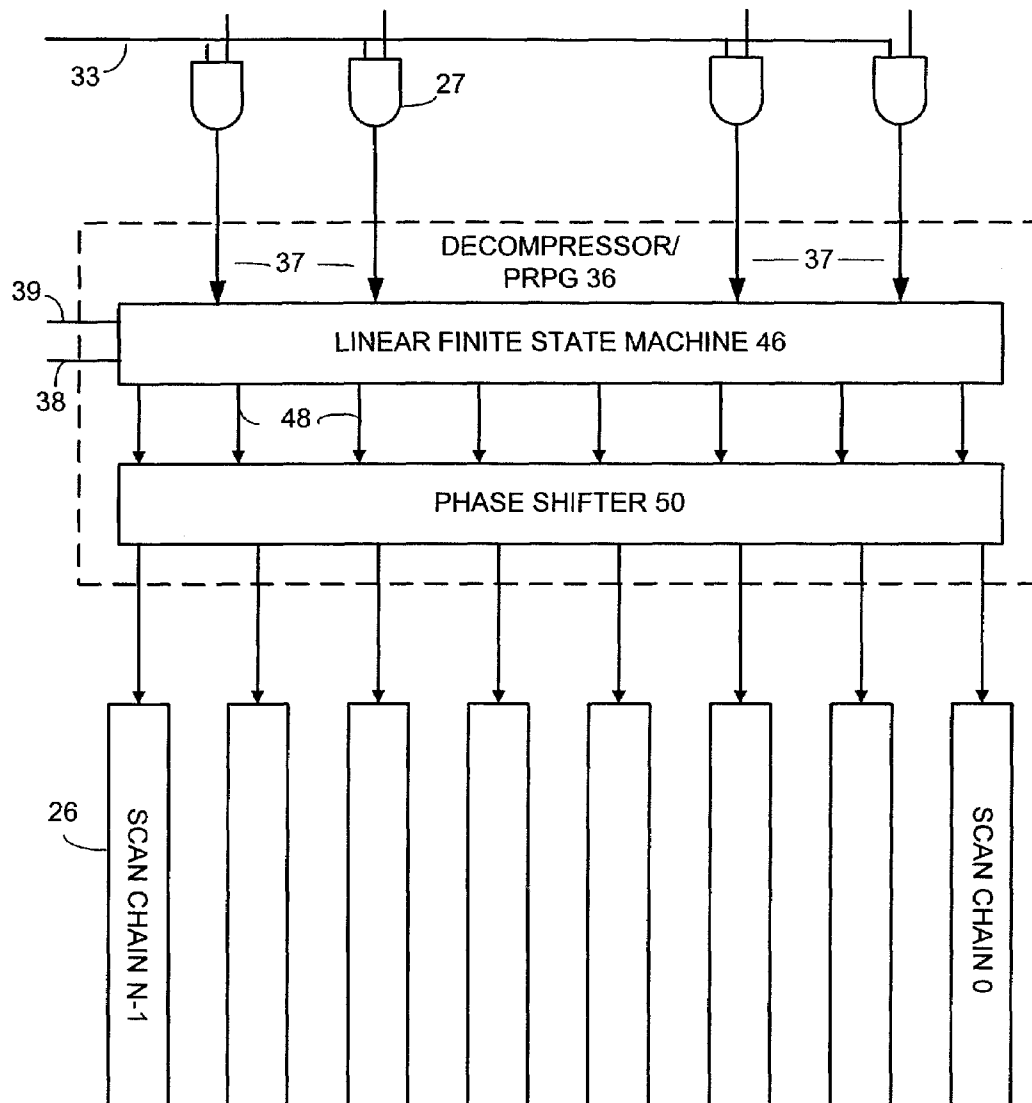 33
27
DECOMPRESSOR/
PRPG 36
37
37
39
LINEAR FINITE STATE MACHINE 46
38
48
PHASE SHIFTER 50
26
SCAN CHAIN N-1
SCAN CHAIN 0